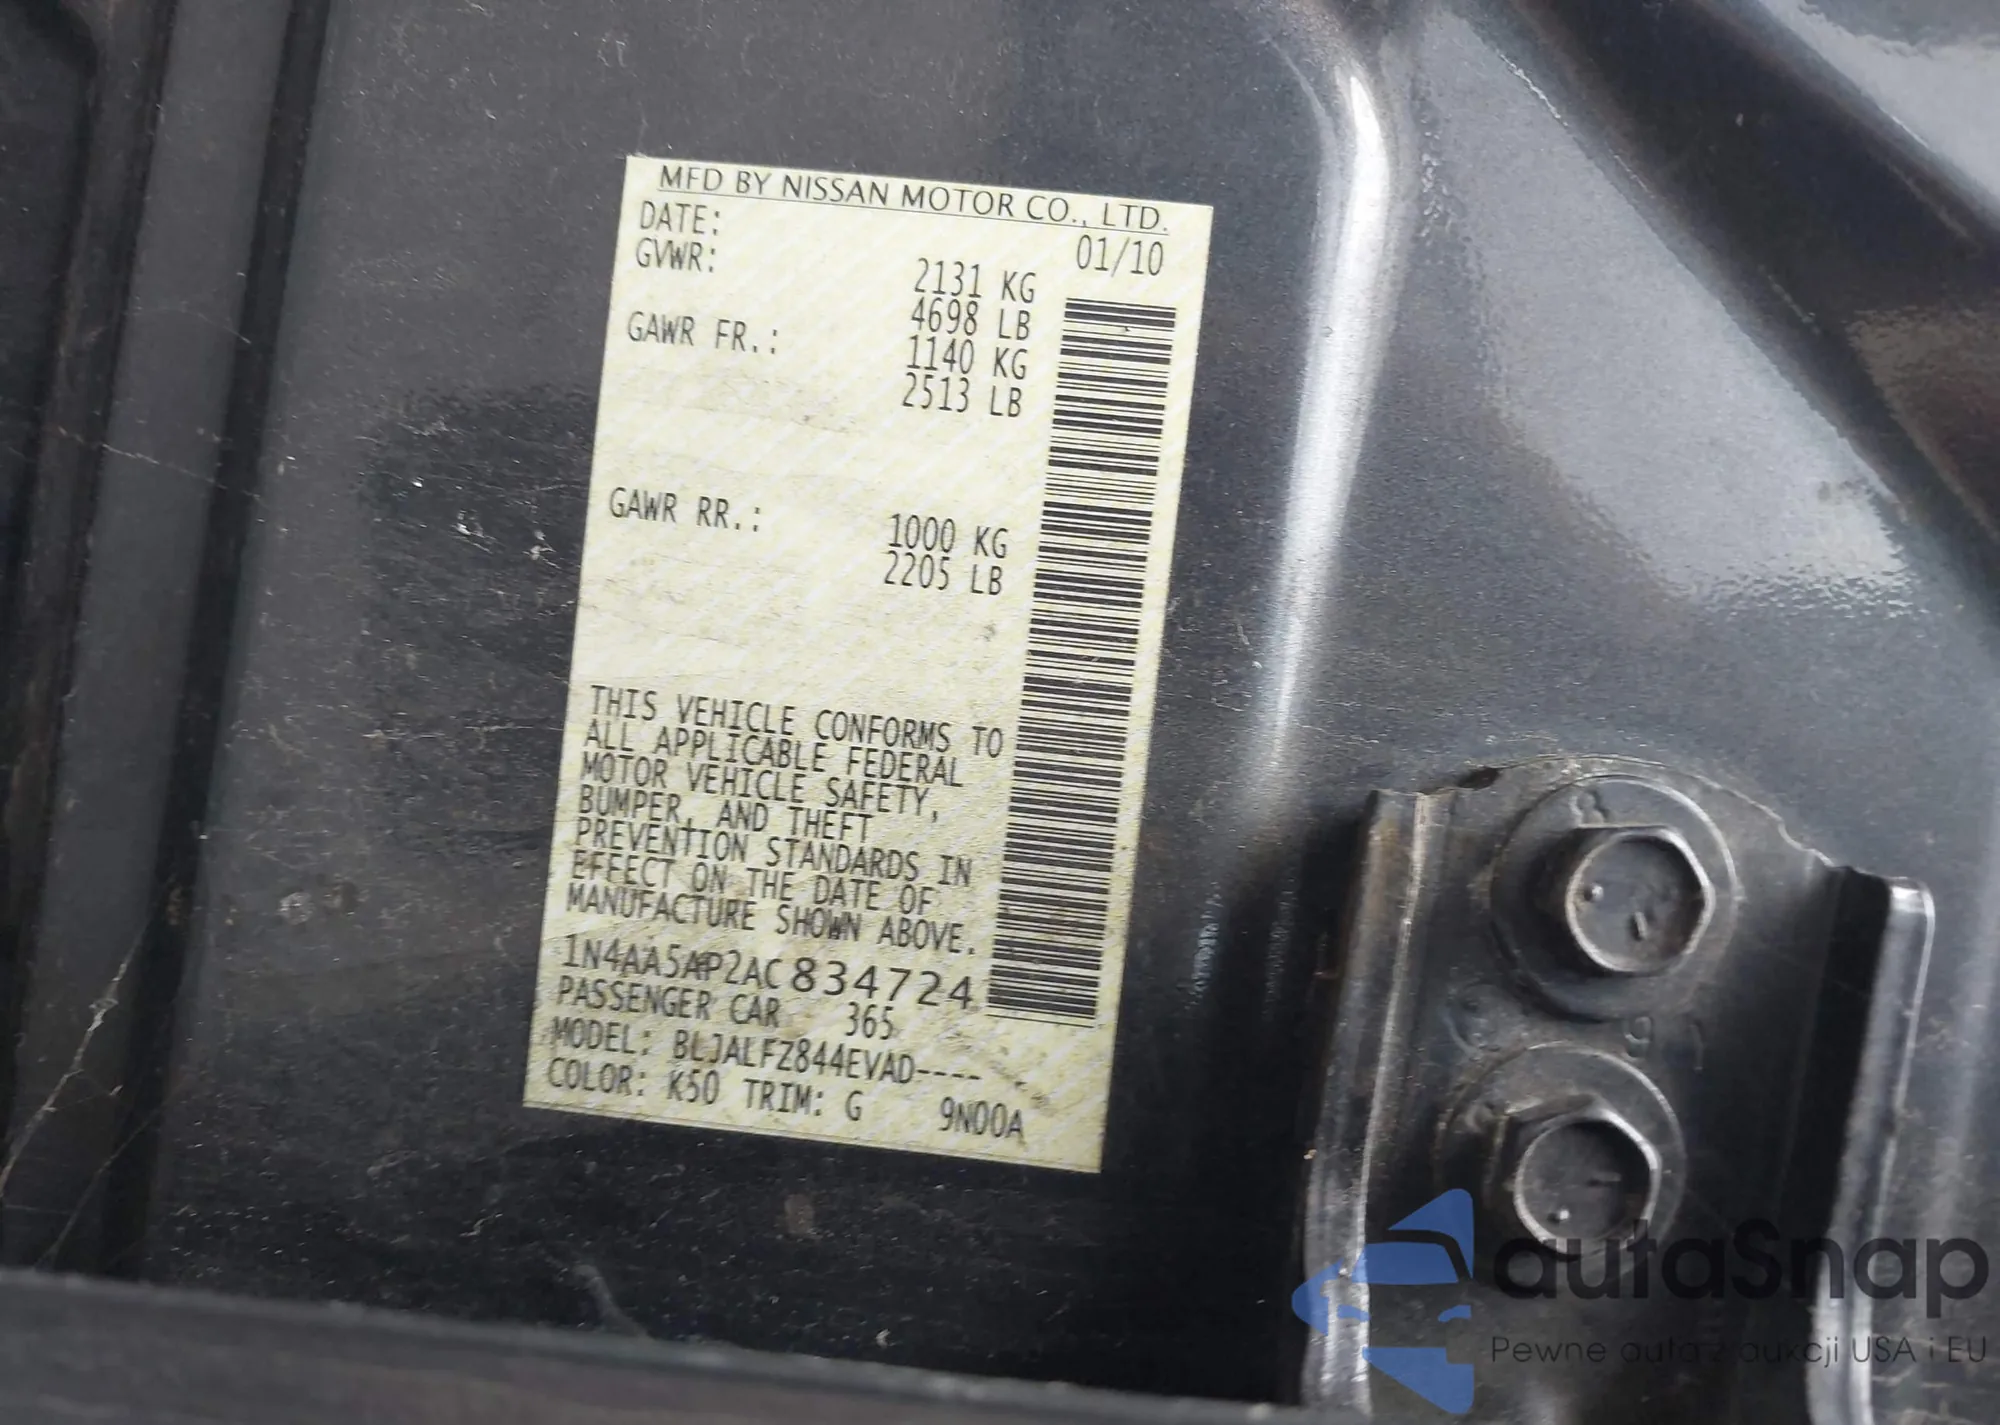 MFD BY NISSAN MOTOR CO., LTD.
DATE: 01/10
GVWR: 2131 KG
4698 LB
GAWR FR.: 1140 KG
2513 LB
GAWR RR.: 1000 KG
2205 LB
THIS VEHICLE CONFORMS TO
ALL APPLICABLE FEDERAL
MOTOR VEHICLE SAFETY,
BUMPER, AND THEFT
PREVENTION STANDARDS IN
EFFECT ON THE DATE OF
MANUFACTURE SHOWN ABOVE.
1N4AA5AP2AC834724
PASSENGER CAR 365
MODEL: BLJALFZ844EVAD----
COLOR: K50 TRIM: G 9N00A
autaSnap
Pewne auta z aukcji USA i EU